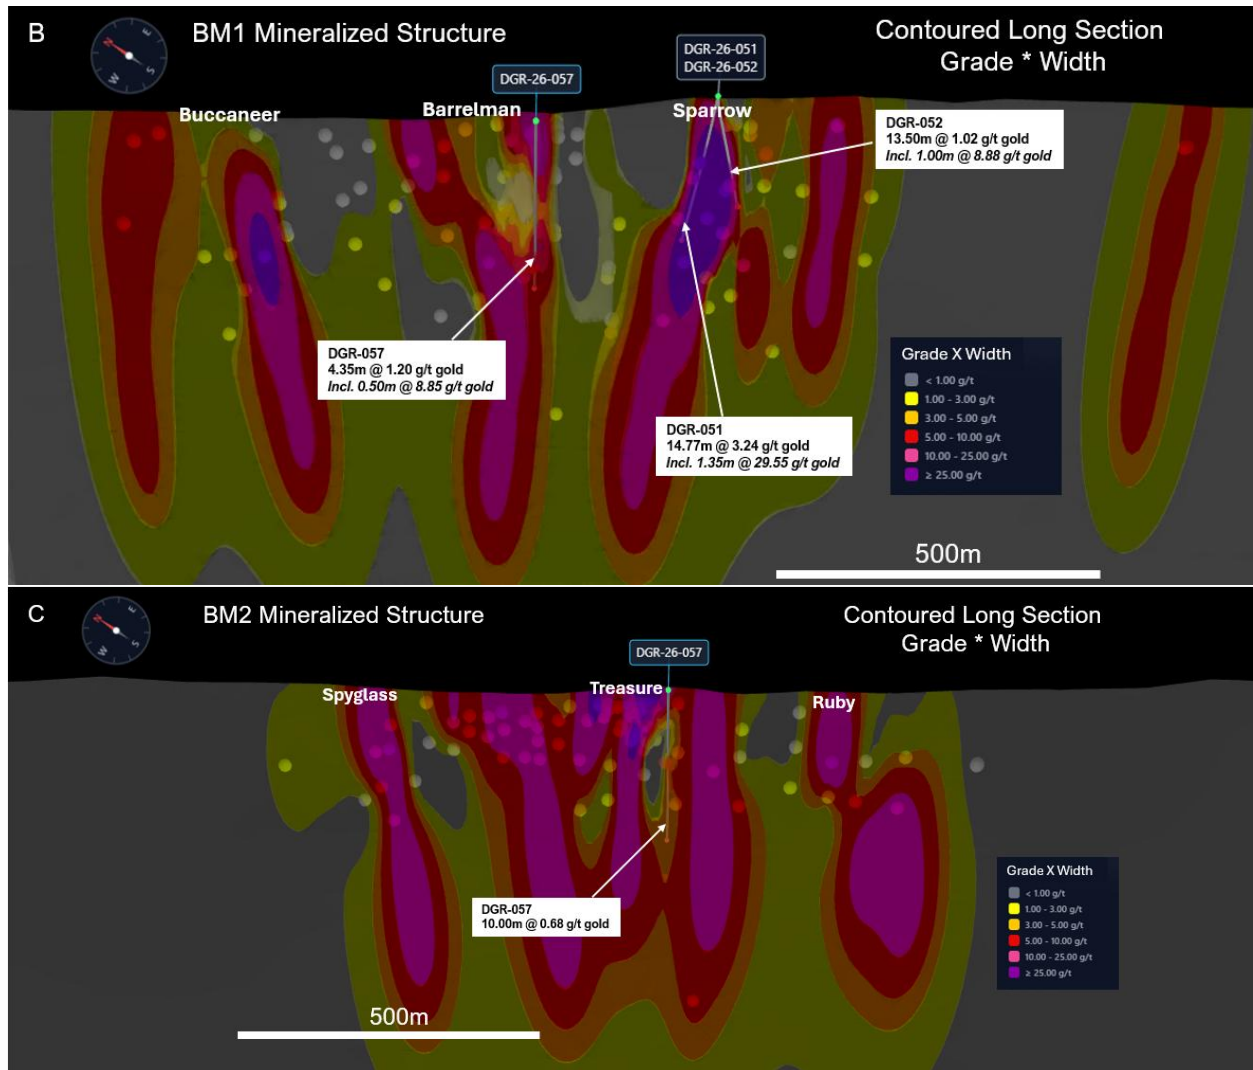 B
BM1 Mineralized Structure
Contoured Long Section
Grade * Width
N
E
S
W
DGR-26-057
DGR-26-051
DGR-26-052
Buccaneer
Barrelman
Sparrow
DGR-052
13.50m @ 1.02 g/t gold
Incl. 1.00m @ 8.88 g/t gold
DGR-057
4.35m @ 1.20 g/t gold
Incl. 0.50m @ 8.85 g/t gold
DGR-051
14.77m @ 3.24 g/t gold
Incl. 1.35m @ 29.55 g/t gold
Grade X Width
< 1.00 g/t
1.00 - 3.00 g/t
3.00 - 5.00 g/t
5.00 - 10.00 g/t
10.00 - 25.00 g/t
≥ 25.00 g/t
500m
C
BM2 Mineralized Structure
Contoured Long Section
Grade * Width
N
E
S
W
DGR-26-057
Spyglass
Treasure
Ruby
DGR-057
10.00m @ 0.68 g/t gold
Grade X Width
< 1.00 g/t
1.00 - 3.00 g/t
3.00 - 5.00 g/t
5.00 - 10.00 g/t
10.00 - 25.00 g/t
≥ 25.00 g/t
500m